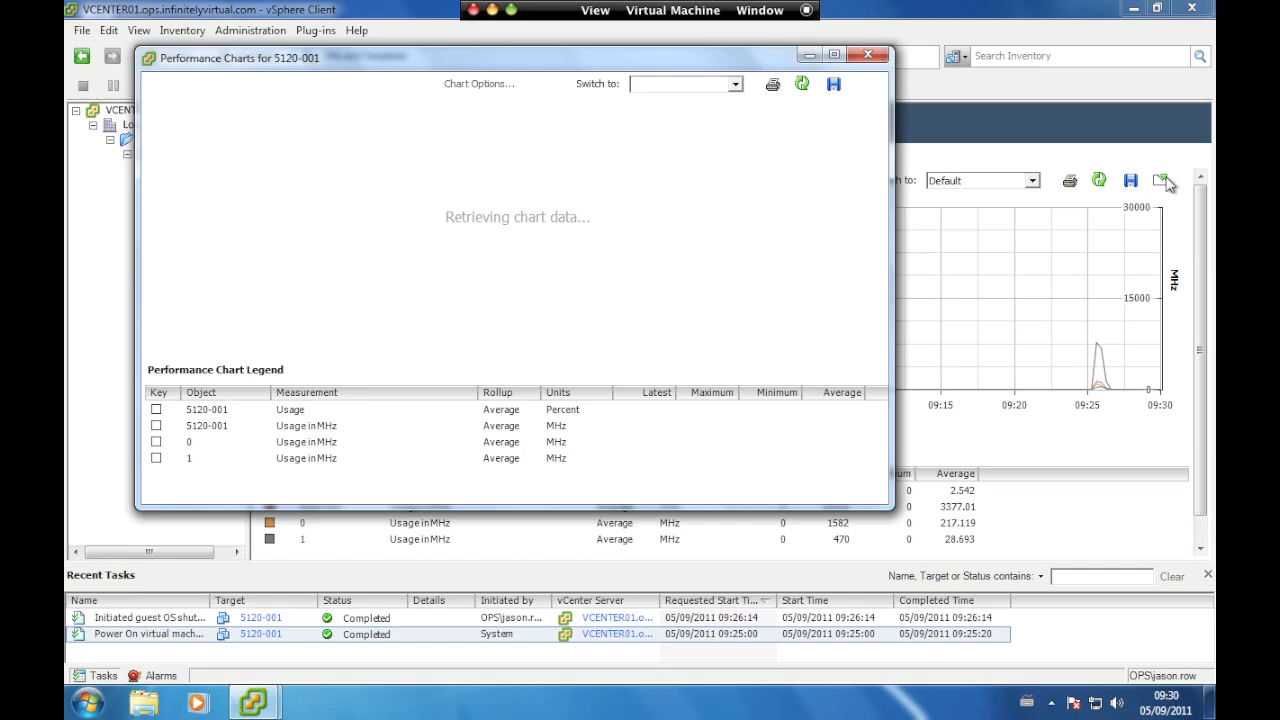 VCENTER01.ops.infinitelyvirtual.com - vSphere Client
View Virtual Machine Window
File Edit View Inventory Administration Plug-ins Help
Performance Charts for 5120-001
Search Inventory
Chart Options... Switch to:
VCENT
Lo
h to: Default
Retrieving chart data...
30000
15000
0
MHz
09:15 09:20 09:25 09:30
Performance Chart Legend
Key Object Measurement Rollup Units Latest Maximum Minimum Average
5120-001 Usage Average Percent
5120-001 Usage in MHz Average MHz
0 Usage in MHz Average MHz
1 Usage in MHz Average MHz
um Average
0 2.542
0 3377.01
0 Usage in MHz Average MHz 0 1582 0 217.119
1 Usage in MHz Average MHz 0 470 0 28.693
Recent Tasks Name, Target or Status contains: Clear
Name Target Status Details Initiated by vCenter Server Requested Start Ti... Start Time Completed Time
Initiated guest OS shut... 5120-001 Completed OPS\jason.r... VCENTER01.o... 05/09/2011 09:26:14 05/09/2011 09:26:14 05/09/2011 09:26:14
Power On virtual mach... 5120-001 Completed System VCENTER01.o... 05/09/2011 09:25:00 05/09/2011 09:25:00 05/09/2011 09:25:20
Tasks Alarms OPS\jason.row
09:30
05/09/2011